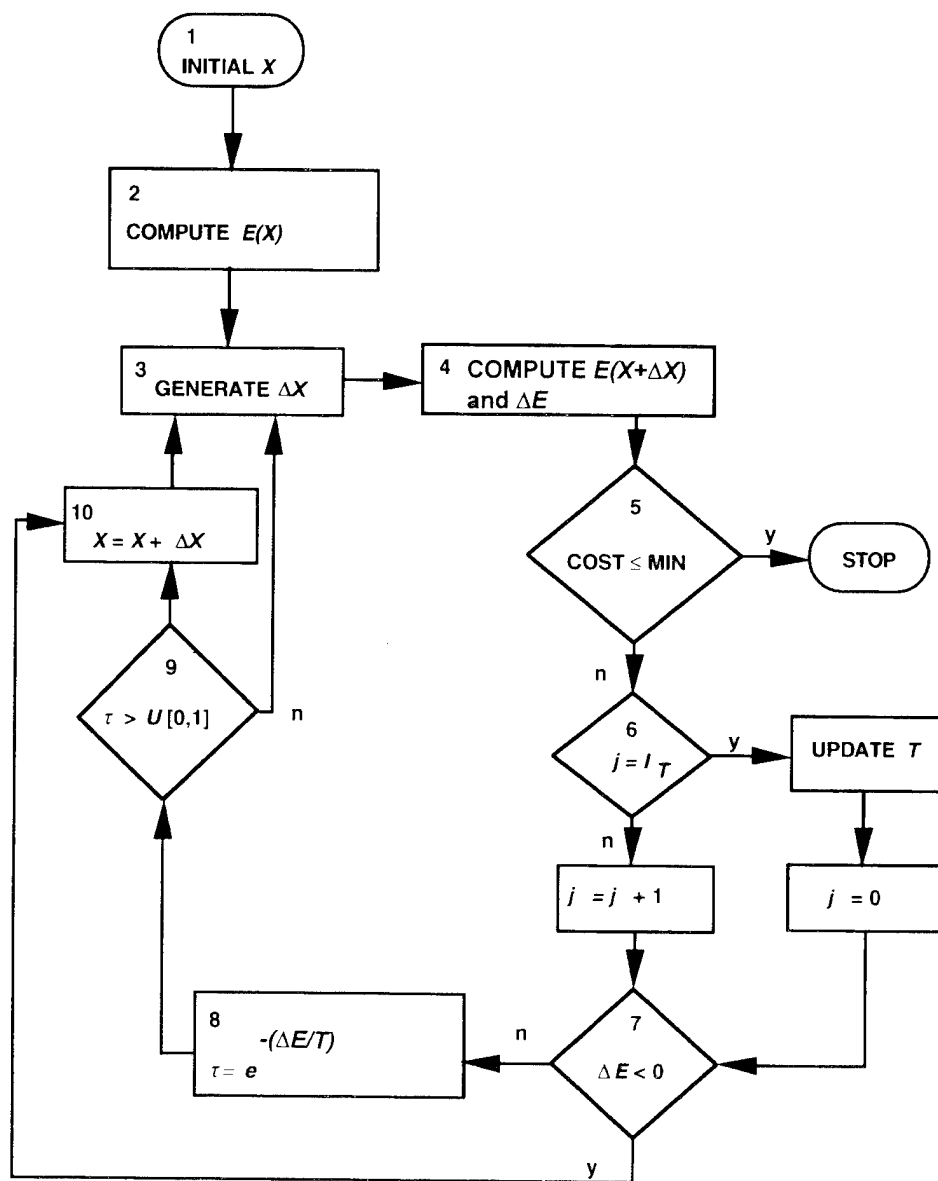 1
INITIAL X
2
COMPUTE E(X)
3
GENERATE ΔX
4 COMPUTE E(X+ΔX)
and ΔE
5
COST ≤ MIN
y
STOP
n
6
j = I T
y
UPDATE T
n
j = j + 1
j = 0
7
ΔE < 0
n
y
8
-(ΔE/T)
τ = e
9
τ > U [0,1]
n
10
X = X + ΔX